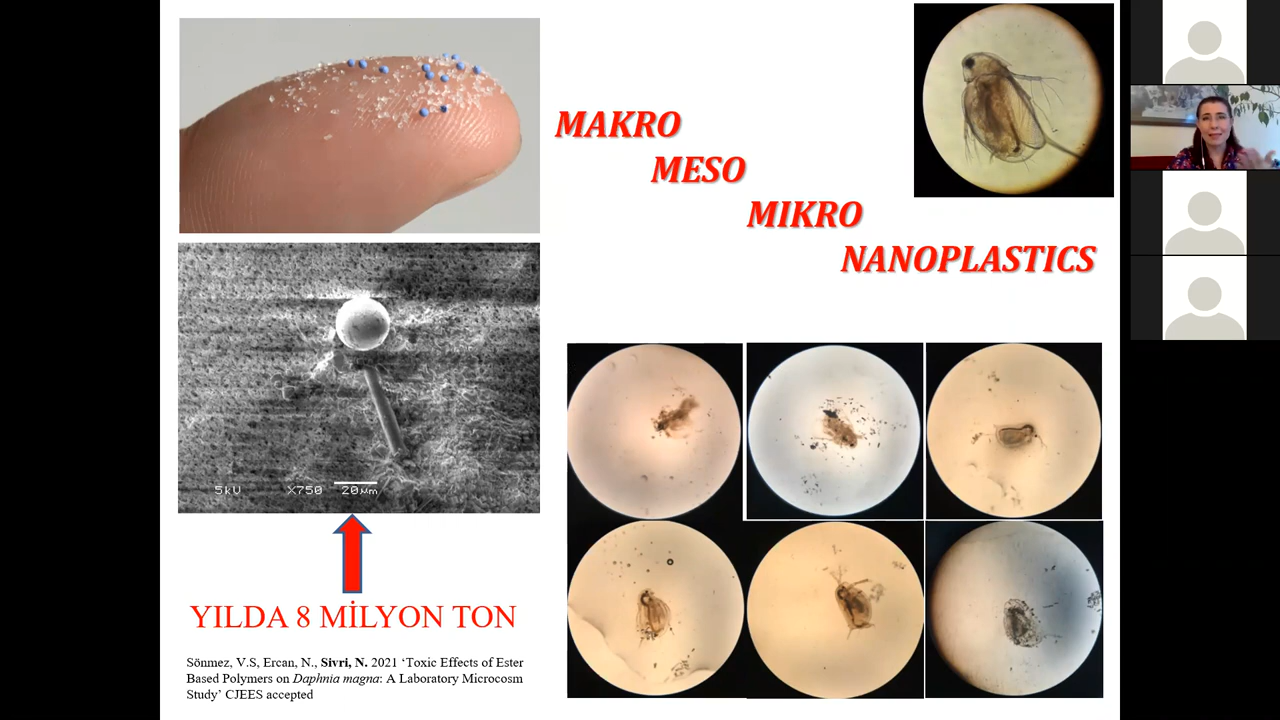 MAKRO
MESO
MIKRO
NANOPLASTICS
5kU X750 20µm
YILDA 8 MİLYON TON
Sönmez, V.S, Ercan, N., Sivri, N. 2021 ‘Toxic Effects of Ester
Based Polymers on Daphnia magna: A Laboratory Microcosm
Study’ CJEES accepted